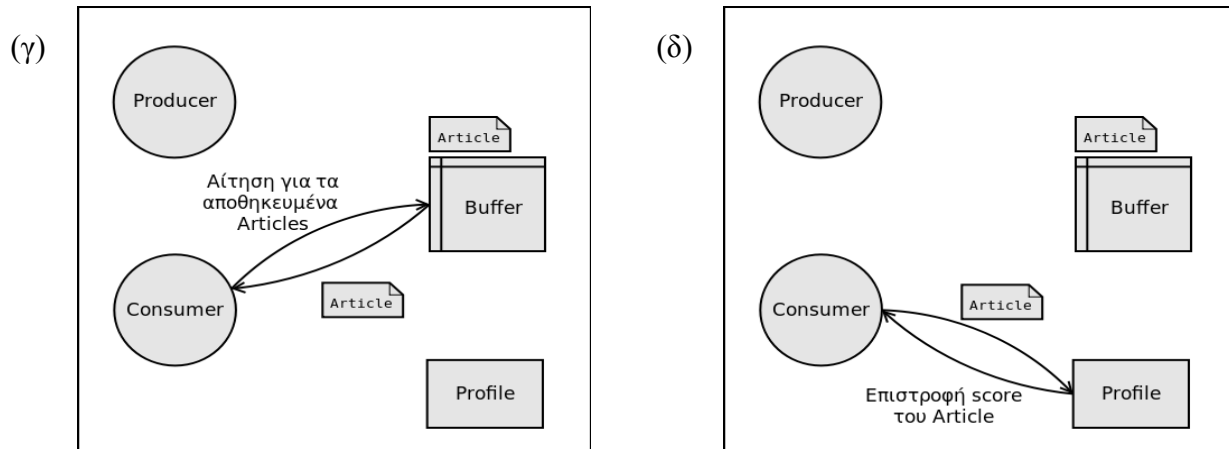 (γ)
Producer
Article
Αίτηση για τα
αποθηκευμένα
Articles
Buffer
Consumer
Article
Profile
(δ)
Producer
Article
Buffer
Consumer
Article
Επιστροφή score
του Article
Profile